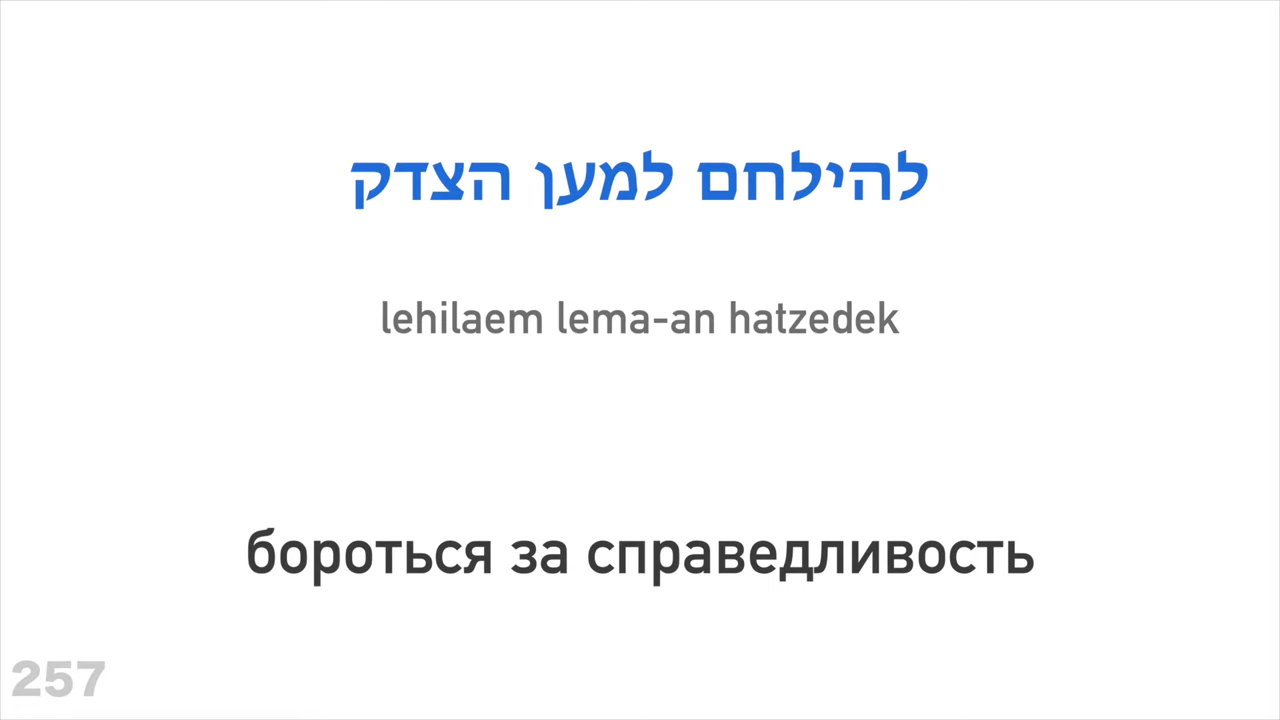 להילחם למען הצדק
lehilaem lema-an hatzedek
бороться за справедливость
257